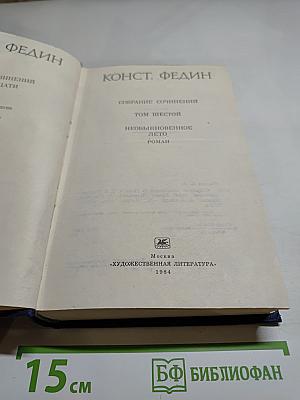 ФЕДИН
КОНСТ. ФЕДИН
СОБРАНИЕ СОЧИНЕНИЙ
ТОМ ШЕСТОЙ
НЕОБЫКНОВЕННОЕ
ЛЕТО
РОМАН
Москва
«ХУДОЖЕСТВЕННАЯ ЛИТЕРАТУРА»
1984
15 СМ
БФ БИБЛИОФАН